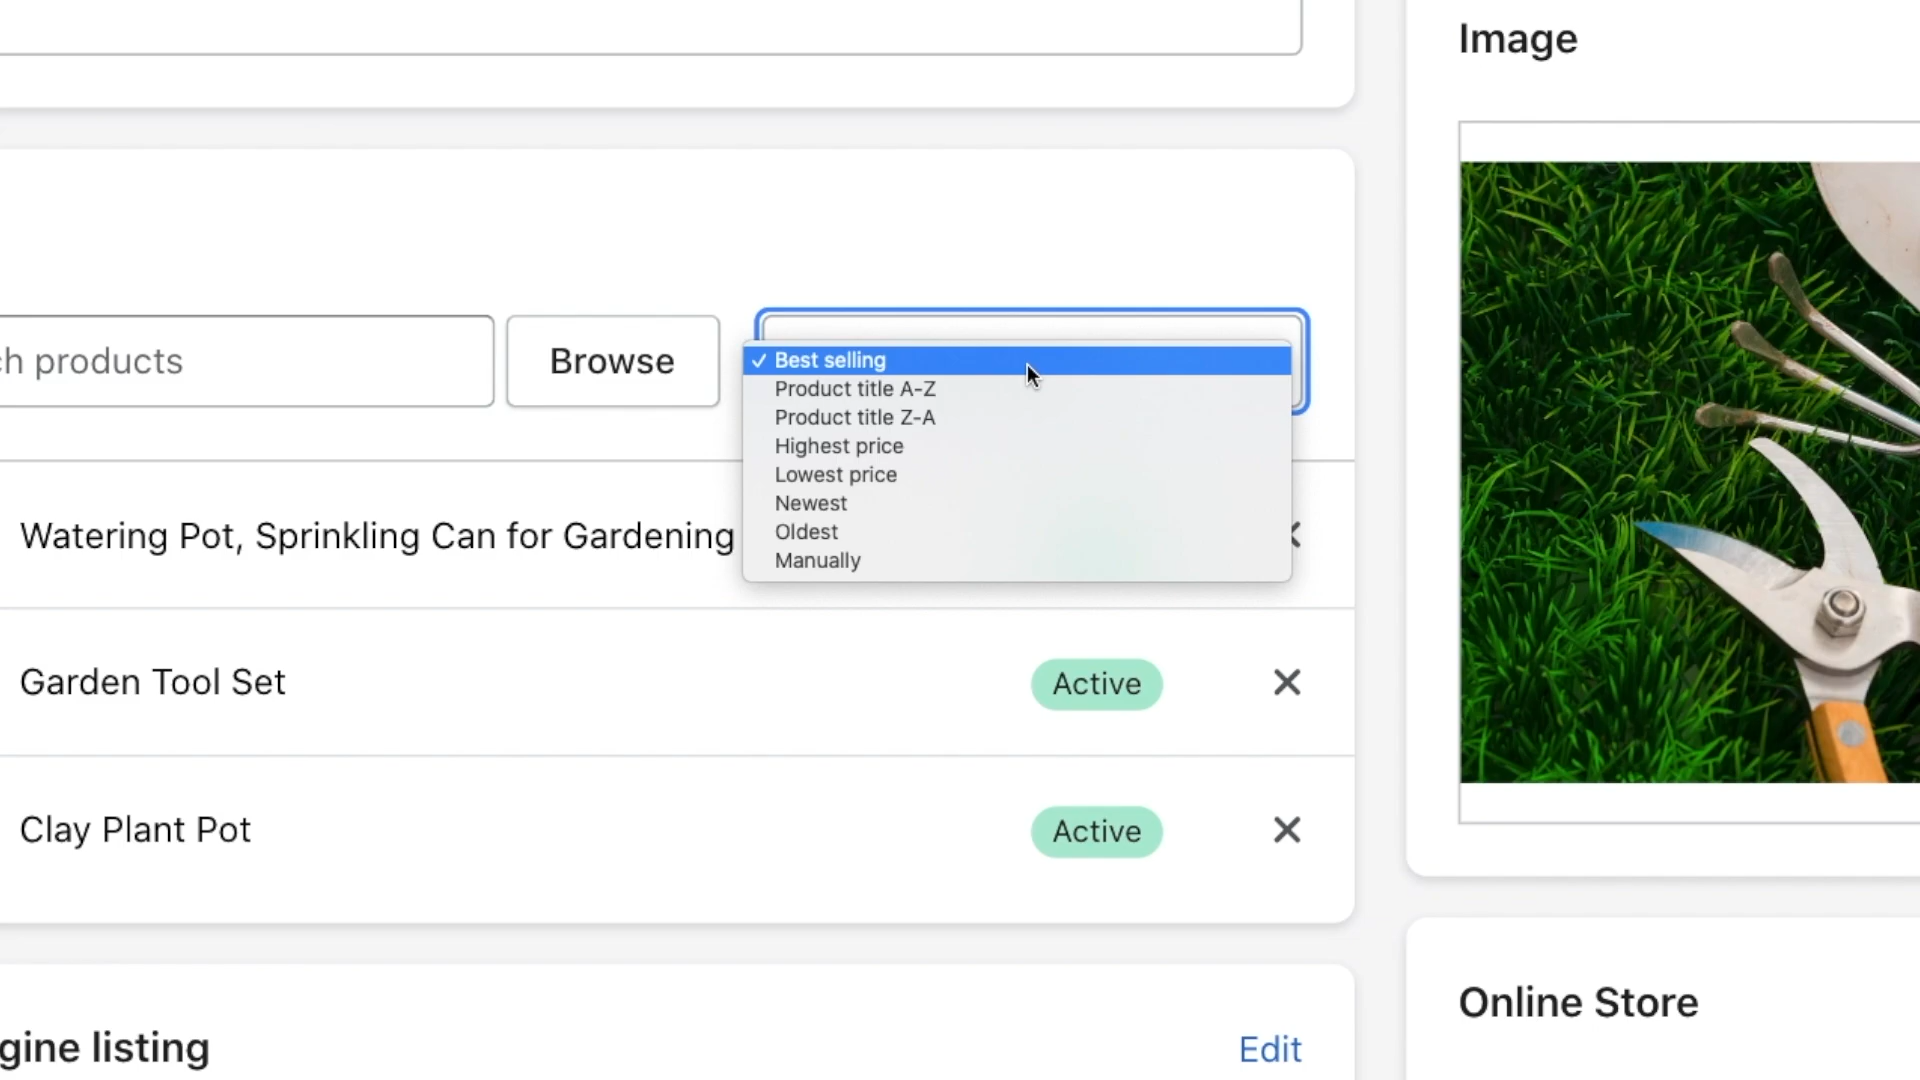 Image
ch products
Browse
✓ Best selling
Product title A-Z
Product title Z-A
Highest price
Lowest price
Newest
Oldest
Manually
Watering Pot, Sprinkling Can for Gardening
Garden Tool Set
Active
Clay Plant Pot
Active
Online Store
gine listing
Edit